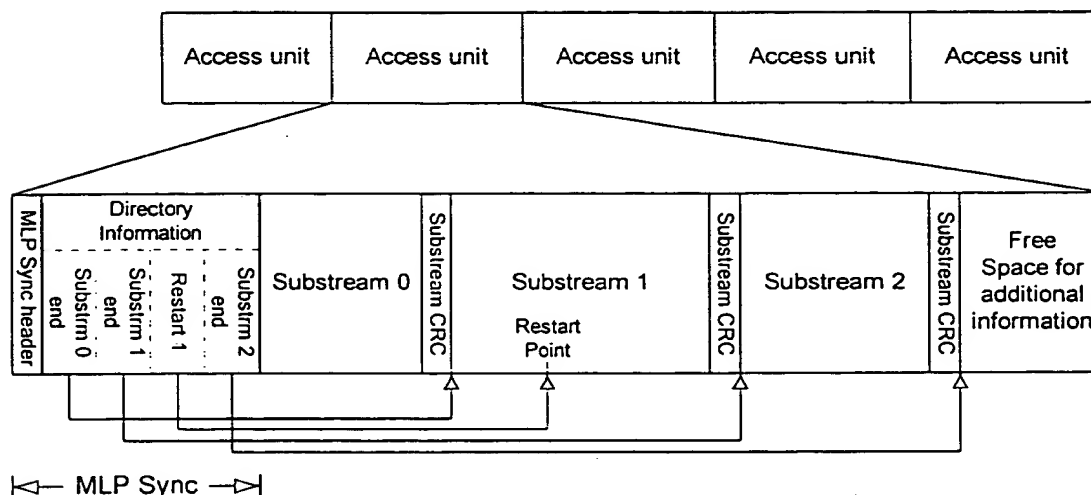 Access unit
Access unit
Access unit
Access unit
Access unit
MLP Sync header
Directory
Information
Substrm 0
end
Substrm 1
end
Restart 1
Substrm 2
end
Substream 0
Substream CRC
Substream 1
Restart
Point
Substream CRC
Substream 2
Substream CRC
Free
Space for
additional
information
MLP Sync